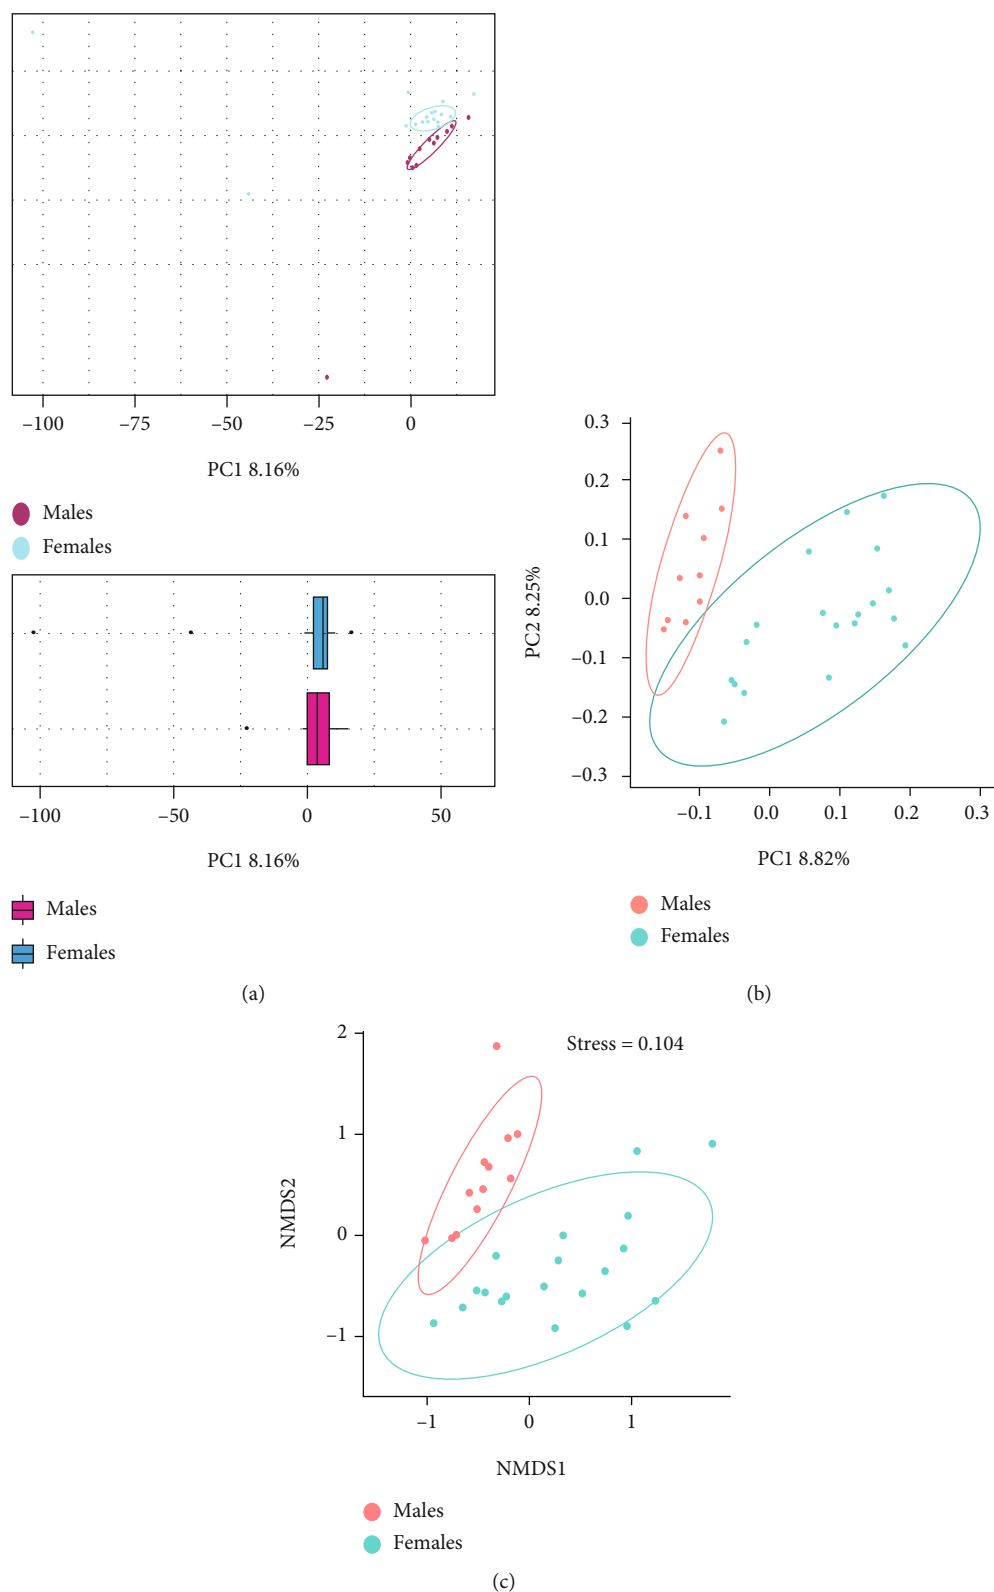 −100 −75 −50 −25 0
PC1 8.16%
Males
Females
−100 −50 0 50
PC1 8.16%
Males
Females
(a)
0.3
0.2
0.1
0.0
−0.1
−0.2
−0.3
PC2 8.25%
−0.1 0.0 0.1 0.2 0.3
PC1 8.82%
Males
Females
(b)
Stress = 0.104
2
1
0
−1
NMDS2
−1 0 1
NMDS1
Males
Females
(c)